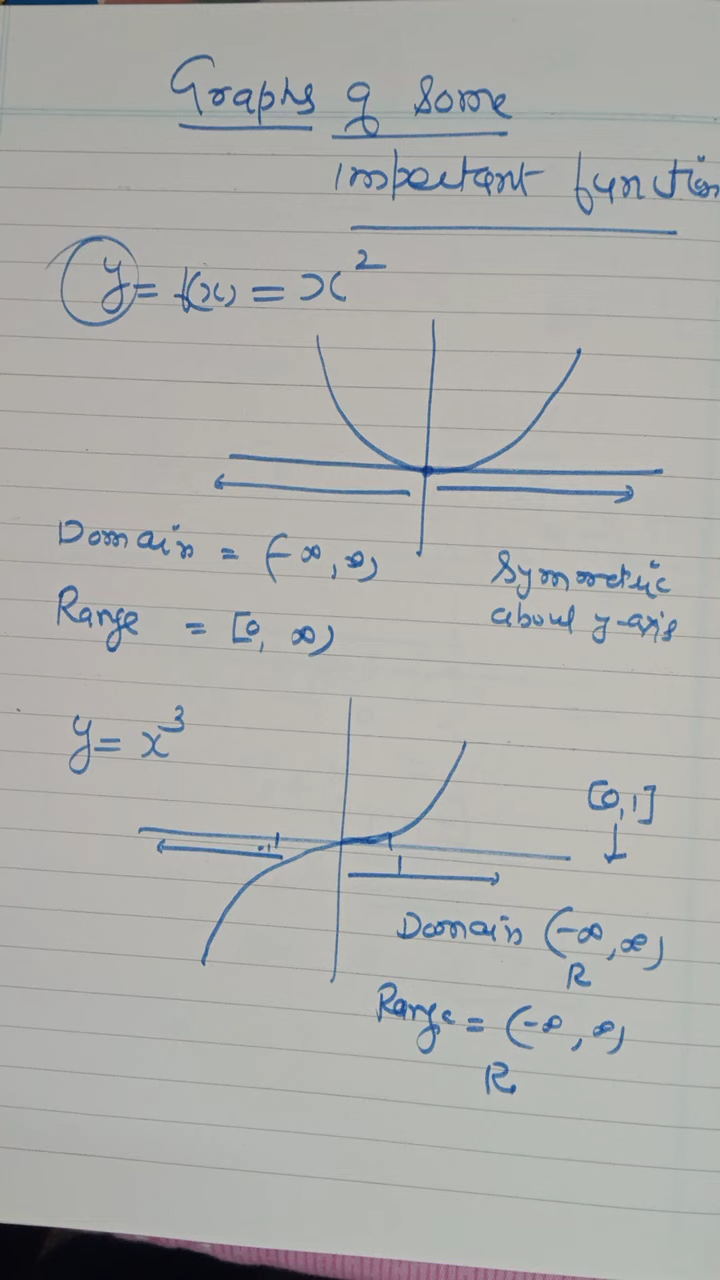 Graphs of Some
important function
y = f(x) = x²
Domain = (-∞, ∞)
Range = [0, ∞)
Symmetric
about y-axis
y = x³
[0,1]
↓
Domain (-∞, ∞)
R
Range = (-∞, ∞)
R